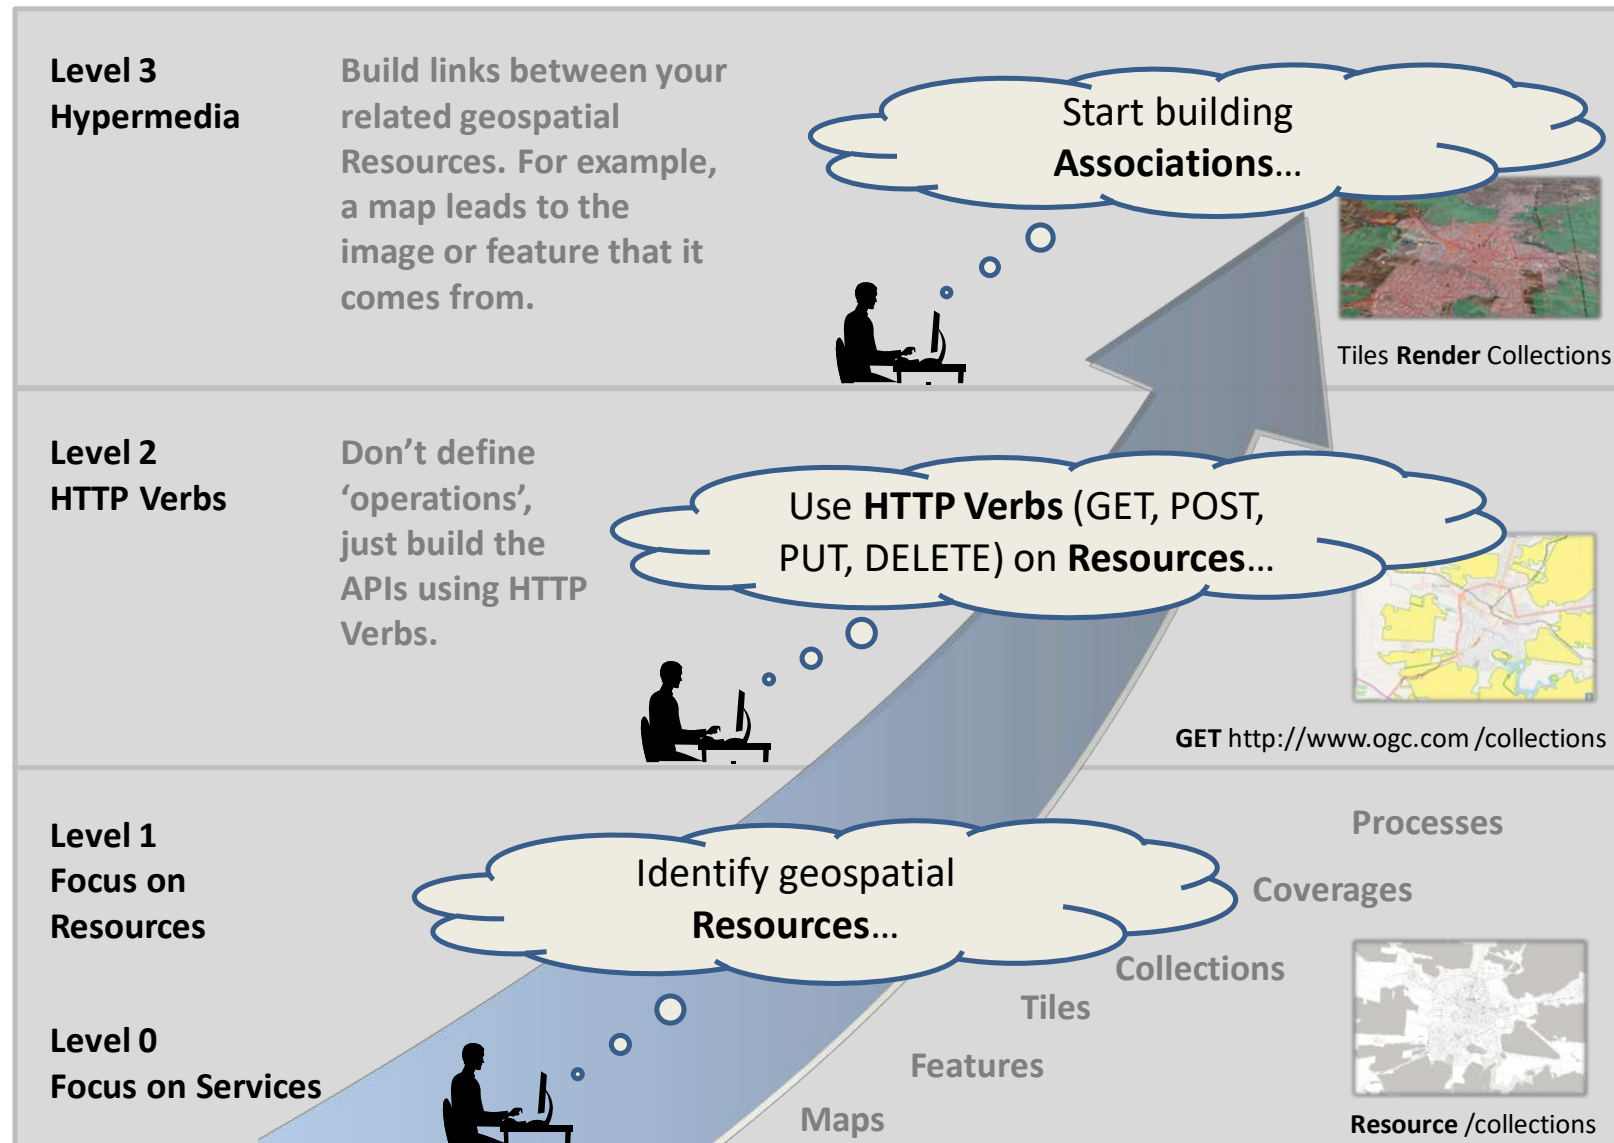 Level 3
Hypermedia
Build links between your
related geospatial
Resources. For example,
a map leads to the
image or feature that it
comes from.
Start building
Associations...
Tiles Render Collections
Level 2
HTTP Verbs
Don’t define
‘operations’,
just build the
APIs using HTTP
Verbs.
Use HTTP Verbs (GET, POST,
PUT, DELETE) on Resources...
GET http://www.ogc.com /collections
Level 1
Focus on
Resources
Identify geospatial
Resources...
Processes
Coverages
Collections
Tiles
Features
Maps
Level 0
Focus on Services
Resource /collections